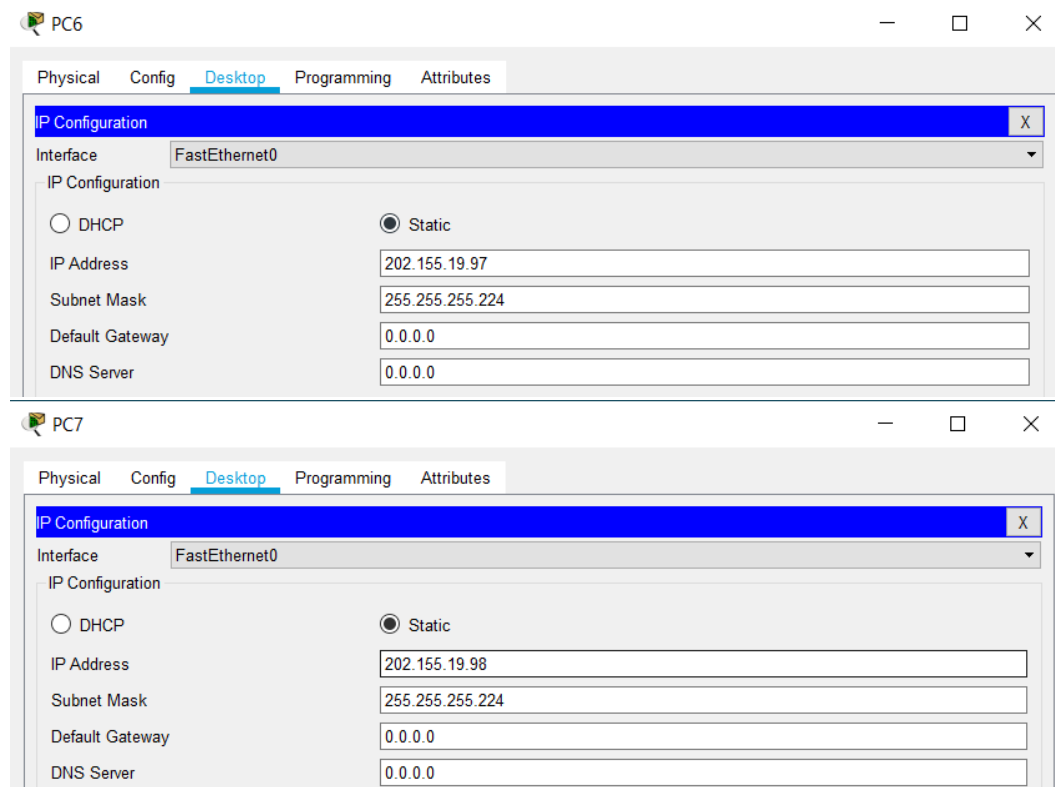 PC6
Physical Config Desktop Programming Attributes
IP Configuration X
Interface FastEthernet0
IP Configuration
DHCP Static
IP Address 202.155.19.97
Subnet Mask 255.255.255.224
Default Gateway 0.0.0.0
DNS Server 0.0.0.0
PC7
Physical Config Desktop Programming Attributes
IP Configuration X
Interface FastEthernet0
IP Configuration
DHCP Static
IP Address 202.155.19.98
Subnet Mask 255.255.255.224
Default Gateway 0.0.0.0
DNS Server 0.0.0.0